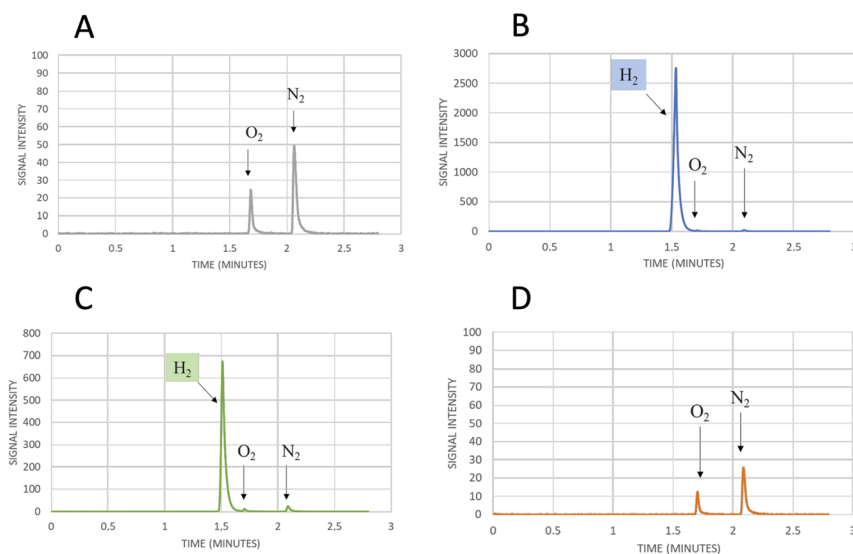 A
100
90
80
70
60
50
40
30
20
10
0
SIGNAL INTENSITY
O2
N2
0 0.5 1 1.5 2 2.5 3
TIME (MINUTES)
B
3000
2500
2000
1500
1000
500
0
SIGNAL INTENSITY
H2
O2
N2
0 0.5 1 1.5 2 2.5 3
TIME (MINUTES)
C
800
700
600
500
400
300
200
100
0
SIGNAL INTENSITY
H2
O2
N2
0 0.5 1 1.5 2 2.5 3
TIME (MINUTES)
D
100
90
80
70
60
50
40
30
20
10
0
SIGNAL INTENSITY
O2
N2
0 0.5 1 1.5 2 2.5 3
TIME (MINUTES)